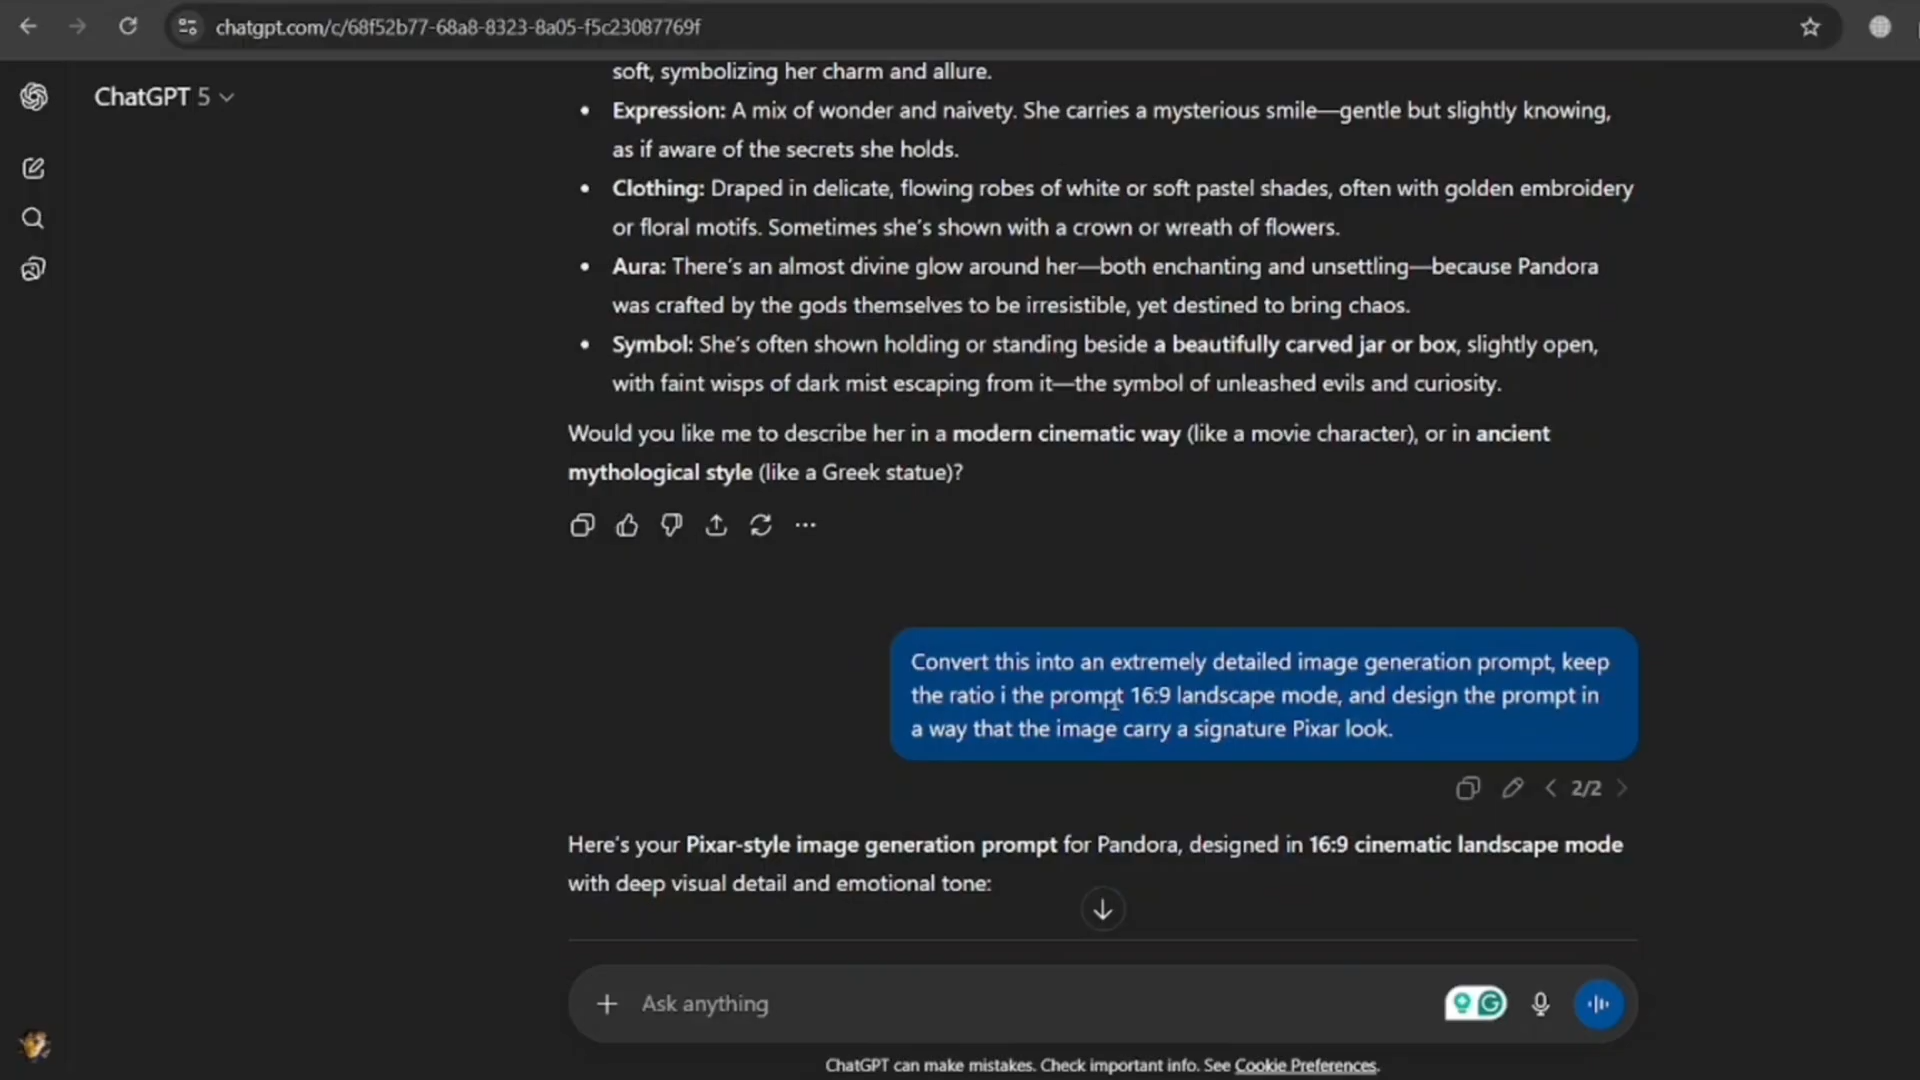 chatgpt.com/c/68f52b77-68a8-8323-8a05-f5c23087769f
ChatGPT 5
soft, symbolizing her charm and allure.
• Expression: A mix of wonder and naivety. She carries a mysterious smile—gentle but slightly knowing,
as if aware of the secrets she holds.
• Clothing: Draped in delicate, flowing robes of white or soft pastel shades, often with golden embroidery
or floral motifs. Sometimes she's shown with a crown or wreath of flowers.
• Aura: There's an almost divine glow around her—both enchanting and unsettling—because Pandora
was crafted by the gods themselves to be irresistible, yet destined to bring chaos.
• Symbol: She's often shown holding or standing beside a beautifully carved jar or box, slightly open,
with faint wisps of dark mist escaping from it—the symbol of unleashed evils and curiosity.
Would you like me to describe her in a modern cinematic way (like a movie character), or in ancient
mythological style (like a Greek statue)?
Convert this into an extremely detailed image generation prompt, keep
the ratio i the prompt 16:9 landscape mode, and design the prompt in
a way that the image carry a signature Pixar look.
2/2
Here's your Pixar-style image generation prompt for Pandora, designed in 16:9 cinematic landscape mode
with deep visual detail and emotional tone:
Ask anything
ChatGPT can make mistakes. Check important info. See Cookie Preferences.